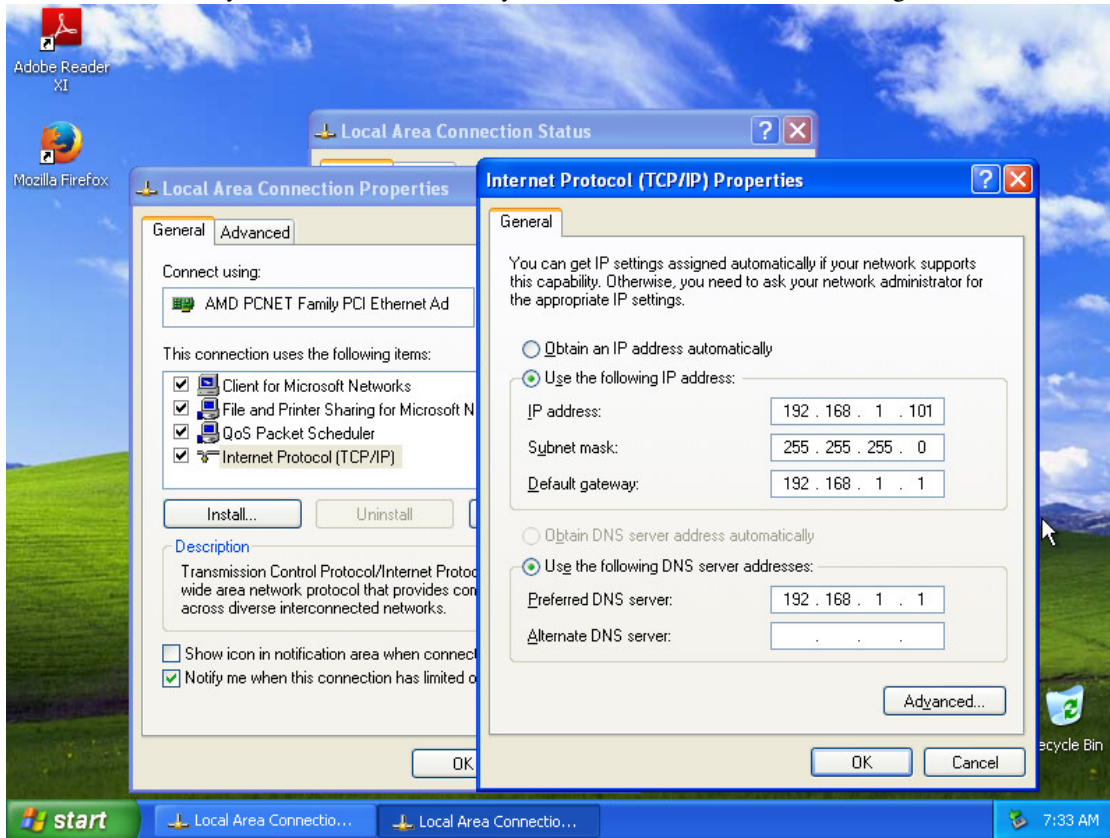 Adobe Reader
XI
Mozilla Firefox
Local Area Connection Status
Local Area Connection Properties
General
Advanced
Connect using:
AMD PCNET Family PCI Ethernet Ad
This connection uses the following items:
Client for Microsoft Networks
File and Printer Sharing for Microsoft N
QoS Packet Scheduler
Internet Protocol (TCP/IP)
Install...
Uninstall
Description
Transmission Control Protocol/Internet Protoc
wide area network protocol that provides con
across diverse interconnected networks.
Show icon in notification area when connect
Notify me when this connection has limited o
OK
Internet Protocol (TCP/IP) Properties
General
You can get IP settings assigned automatically if your network supports
this capability. Otherwise, you need to ask your network administrator for
the appropriate IP settings.
Obtain an IP address automatically
Use the following IP address:
IP address: 192 . 168 . 1 . 101
Subnet mask: 255 . 255 . 255 . 0
Default gateway: 192 . 168 . 1 . 1
Obtain DNS server address automatically
Use the following DNS server addresses:
Preferred DNS server: 192 . 168 . 1 . 1
Alternate DNS server: . . .
Advanced...
OK
Cancel
ecycle Bin
start
Local Area Connectio...
Local Area Connectio...
7:33 AM